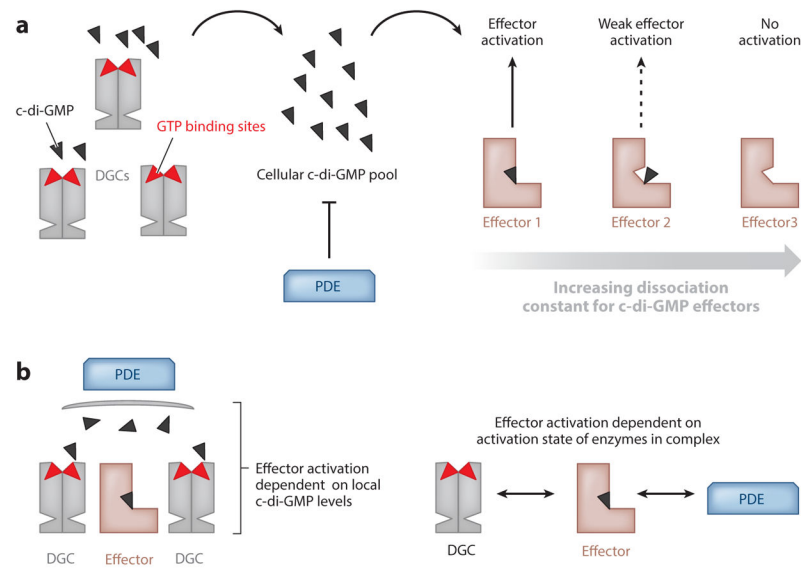 a
Effector
activation
Weak effector
activation
No
activation
c-di-GMP
GTP binding sites
DGCs
Cellular c-di-GMP pool
Effector 1
Effector 2
Effector3
PDE
Increasing dissociation
constant for c-di-GMP effectors
b
PDE
Effector activation
dependent on local
c-di-GMP levels
DGC
Effector
DGC
Effector activation dependent on
activation state of enzymes in complex
PDE
DGC
Effector